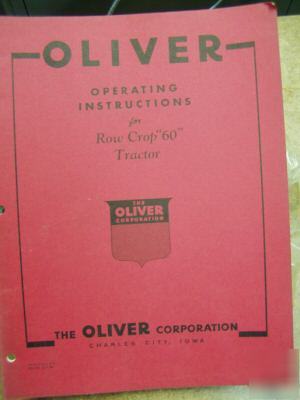 OLIVER
OPERATING
INSTRUCTIONS
for
Row Crop "60"
Tractor
THE
OLIVER
CORPORATION
THE OLIVER CORPORATION
CHARLES CITY, IOWA